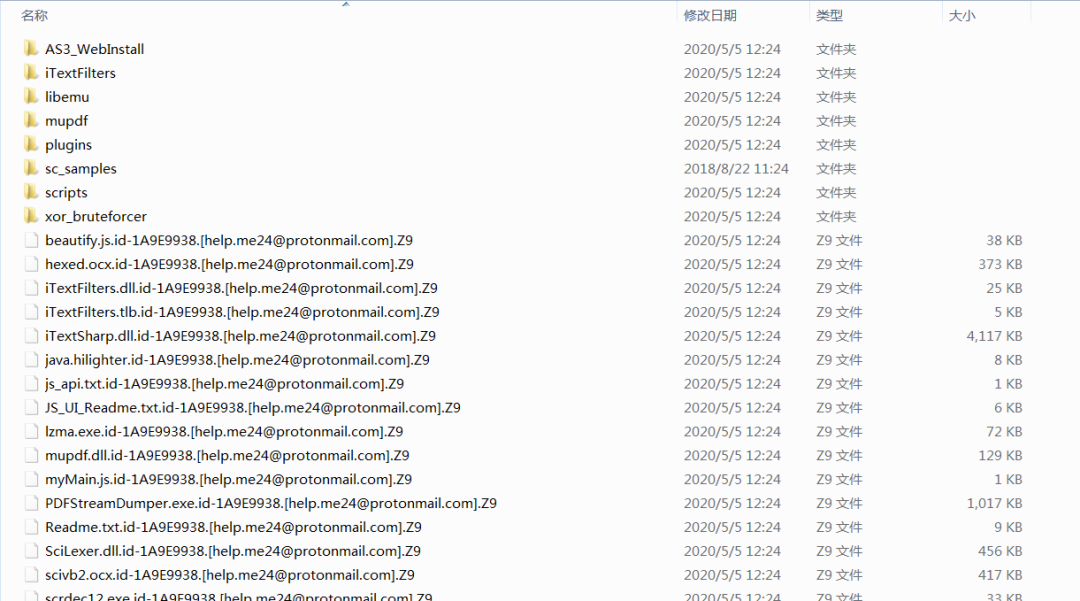 名称 修改日期 类型 大小
AS3_WebInstall 2020/5/5 12:24 文件夹
iTextFilters 2020/5/5 12:24 文件夹
libemu 2020/5/5 12:24 文件夹
mupdf 2020/5/5 12:24 文件夹
plugins 2020/5/5 12:24 文件夹
sc_samples 2018/8/22 11:24 文件夹
scripts 2020/5/5 12:24 文件夹
xor_bruteforcer 2020/5/5 12:24 文件夹
beautify.js.id-1A9E9938.[help.me24@protonmail.com].Z9 2020/5/5 12:24 Z9 文件 38 KB
hexed.ocx.id-1A9E9938.[help.me24@protonmail.com].Z9 2020/5/5 12:24 Z9 文件 373 KB
iTextFilters.dll.id-1A9E9938.[help.me24@protonmail.com].Z9 2020/5/5 12:24 Z9 文件 25 KB
iTextFilters.tlb.id-1A9E9938.[help.me24@protonmail.com].Z9 2020/5/5 12:24 Z9 文件 5 KB
iTextSharp.dll.id-1A9E9938.[help.me24@protonmail.com].Z9 2020/5/5 12:24 Z9 文件 4,117 KB
java.hilighter.id-1A9E9938.[help.me24@protonmail.com].Z9 2020/5/5 12:24 Z9 文件 8 KB
js_api.txt.id-1A9E9938.[help.me24@protonmail.com].Z9 2020/5/5 12:24 Z9 文件 1 KB
JS_UI_Readme.txt.id-1A9E9938.[help.me24@protonmail.com].Z9 2020/5/5 12:24 Z9 文件 6 KB
lzma.exe.id-1A9E9938.[help.me24@protonmail.com].Z9 2020/5/5 12:24 Z9 文件 72 KB
mupdf.dll.id-1A9E9938.[help.me24@protonmail.com].Z9 2020/5/5 12:24 Z9 文件 129 KB
myMain.js.id-1A9E9938.[help.me24@protonmail.com].Z9 2020/5/5 12:24 Z9 文件 1 KB
PDFStreamDumper.exe.id-1A9E9938.[help.me24@protonmail.com].Z9 2020/5/5 12:24 Z9 文件 1,017 KB
Readme.txt.id-1A9E9938.[help.me24@protonmail.com].Z9 2020/5/5 12:24 Z9 文件 9 KB
SciLexer.dll.id-1A9E9938.[help.me24@protonmail.com].Z9 2020/5/5 12:24 Z9 文件 456 KB
scivb2.ocx.id-1A9E9938.[help.me24@protonmail.com].Z9 2020/5/5 12:24 Z9 文件 417 KB
scrdec12.exe.id-1A9E9938.[help.me24@protonmail.com].Z9 2020/5/5 12:24 Z9 文件 33 KB